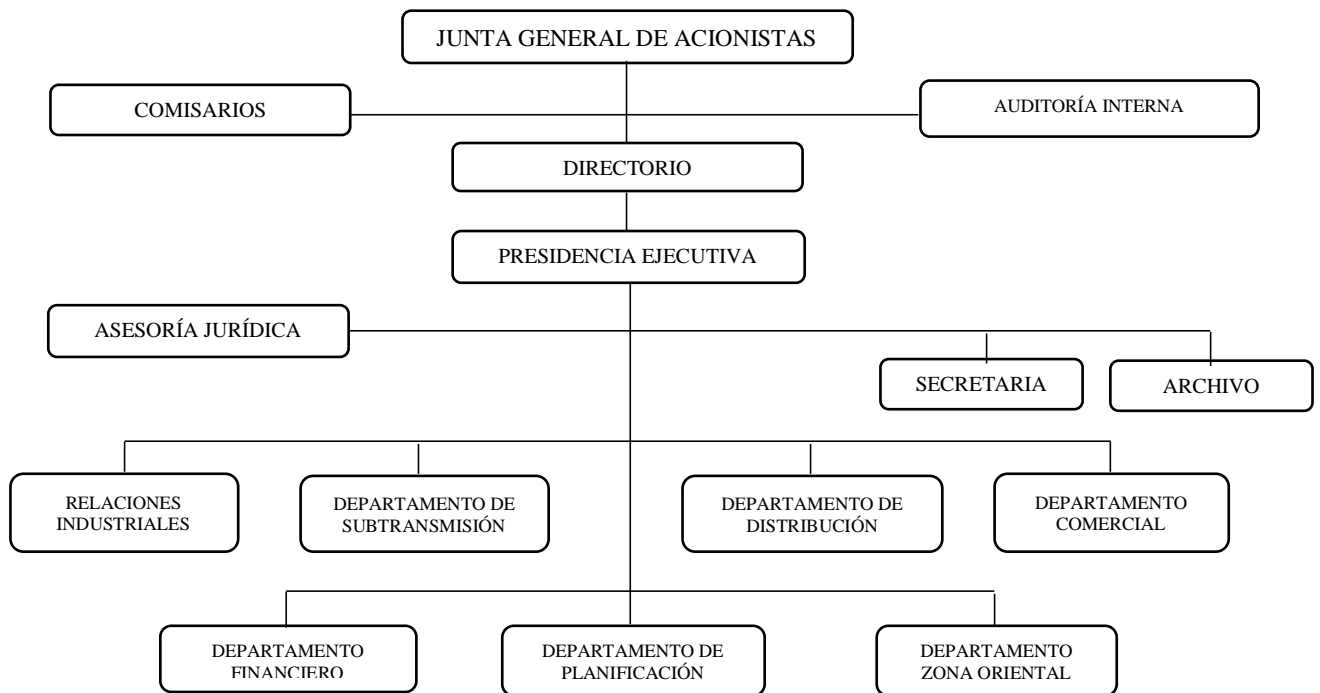 JUNTA GENERAL DE ACIONISTAS
COMISARIOS
AUDITORÍA INTERNA
DIRECTORIO
PRESIDENCIA EJECUTIVA
ASESORÍA JURÍDICA
SECRETARIA
ARCHIVO
RELACIONES
INDUSTRIALES
DEPARTAMENTO DE
SUBTRANSMISIÓN
DEPARTAMENTO DE
DISTRIBUCIÓN
DEPARTAMENTO
COMERCIAL
DEPARTAMENTO
FINANCIERO
DEPARTAMENTO DE
PLANIFICACIÓN
DEPARTAMENTO
ZONA ORIENTAL